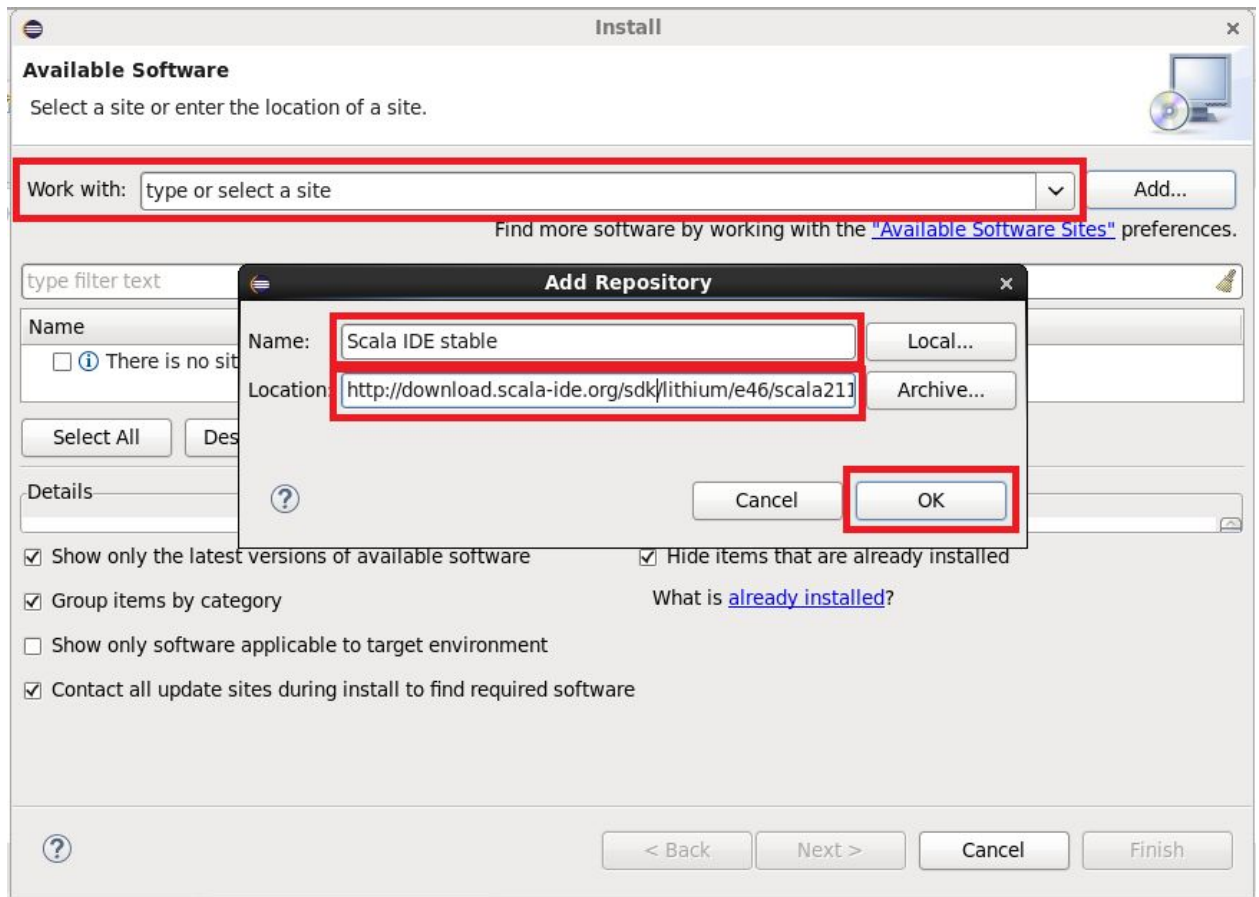 Install
Available Software
Select a site or enter the location of a site.
Work with: type or select a site Add...
Find more software by working with the "Available Software Sites" preferences.
type filter text
Add Repository
Name
There is no sit
Name: Scala IDE stable Local...
Location: http://download.scala-ide.org/sdk/lithium/e46/scala211 Archive...
Select All Des
Details
Cancel OK
Show only the latest versions of available software Hide items that are already installed
Group items by category What is already installed?
Show only software applicable to target environment
Contact all update sites during install to find required software
< Back Next > Cancel Finish